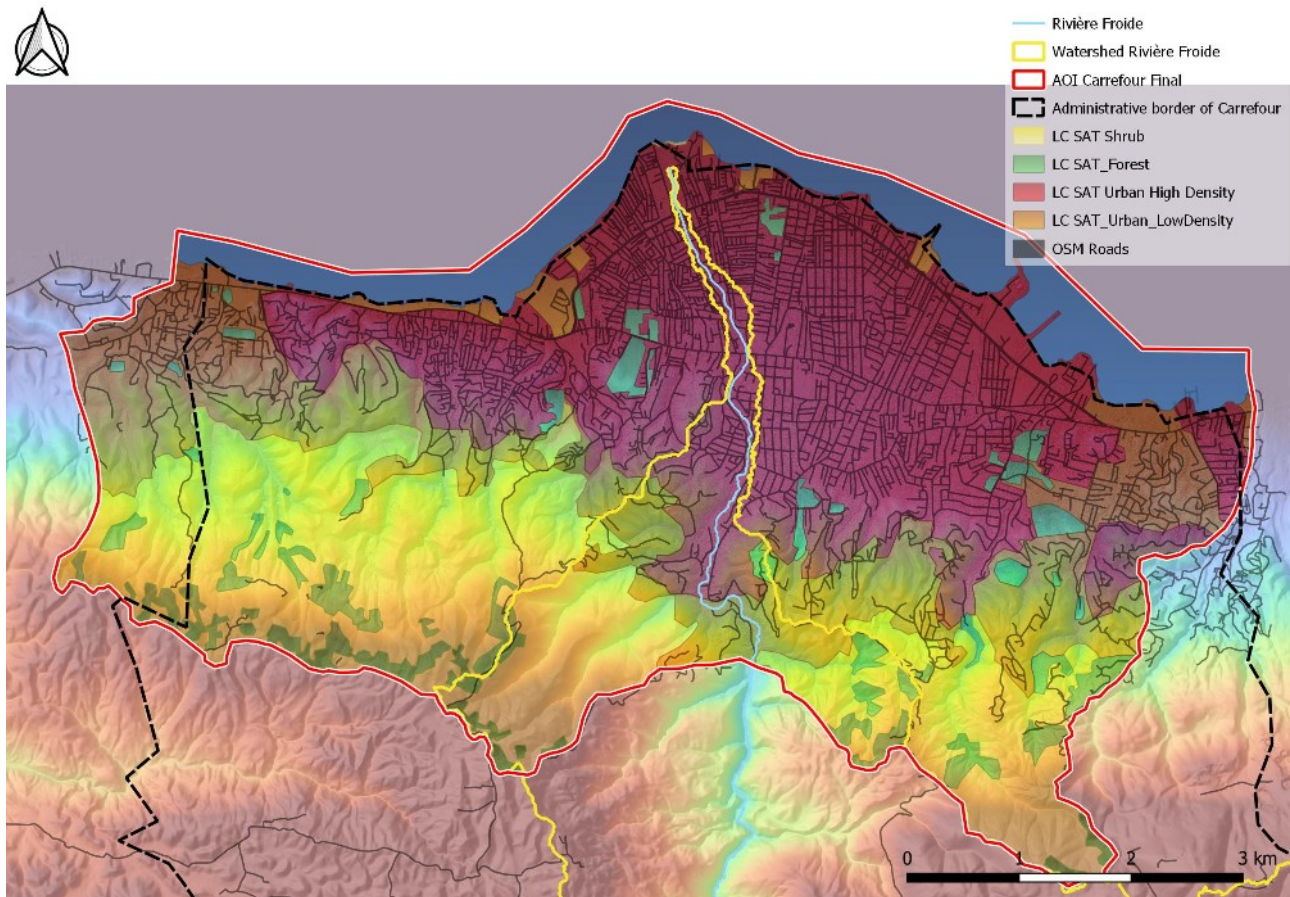 Rivière Froide
Watershed Rivière Froide
AOI Carrefour Final
Administrative border of Carrefour
LC SAT Shrub
LC SAT_Forest
LC SAT Urban High Density
LC SAT_Urban_LowDensity
OSM Roads
0 1 2 3 km